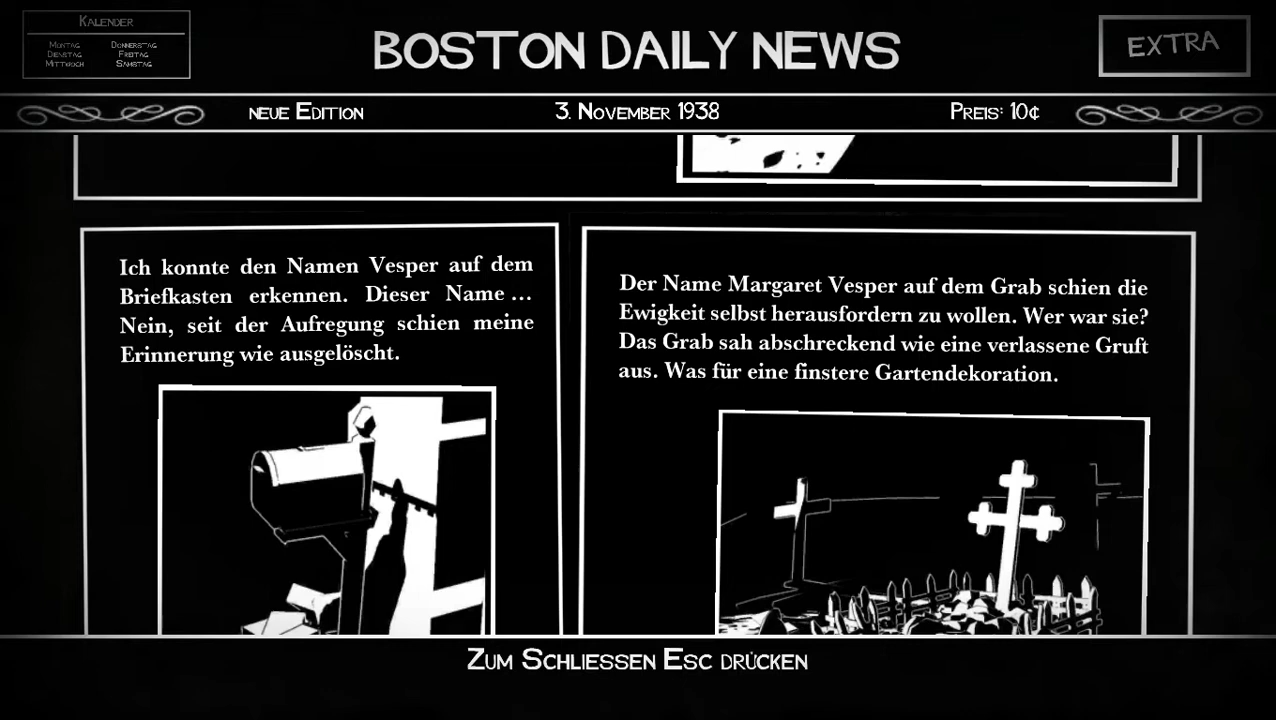 KALENDER
MONTAG DONNERSTAG
DIENSTAG FREITAG
MITTWOCH SAMSTAG
BOSTON DAILY NEWS
EXTRA
NEUE EDITION
3. NOVEMBER 1938
PREIS: 10¢
Ich konnte den Namen Vesper auf dem
Briefkasten erkennen. Dieser Name ...
Nein, seit der Aufregung schien meine
Erinnerung wie ausgelöscht.
Der Name Margaret Vesper auf dem Grab schien die
Ewigkeit selbst herausfordern zu wollen. Wer war sie?
Das Grab sah abschreckend wie eine verlassene Gruft
aus. Was für eine finstere Gartendekoration.
ZUM SCHLIESSEN ESC DRÜCKEN